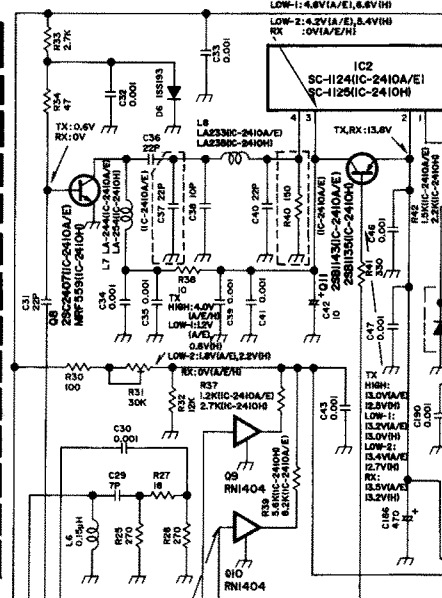 LOW-1: 4.6V(A/E),6.6V(H)
LOW-2: 4.2V(A/E),5.4V(H)
RX :0V(A/E/H)
R33
2.7K
C33
0.001
C32
0.001
D6 1SS193
IC2
SC-1124(IC-2410A/E)
SC-1125(IC-2410H)
R34
47
TX: 0.6V
RX: 0V
C36
22P
L8
LA233(IC-2410A/E)
LA238(IC-2410H)
4
3
2
1
TX,RX: 13.8V
C31
22P
Q8
2SC2407(IC-2410A/E)
MRF559(IC-2410H)
L7 LA-244(IC-2410A/E)
LA-254(IC-2410H)
(IC-2410A/E)
C37 22P
C38 10P
C40 22P
R40 150
(IC-2410A/E)
Q11
2SB1143(IC-2410A/E)
2SB1135(IC-2410H)
R42
1.5K(IC-2410A/E)
2.2K(IC-2410H)
C46
0.001
R41
330
C34
0.001
C35
0.001
R38
10
C39
0.001
C41
0.001
C42
10
C47
0.001
TX
HIGH: 4.0V
(A/E/H)
LOW-1: 1.2V
(A/E),
0.8V(H)
LOW-2: 1.8V(A/E),2.2V(H)
RX: 0V(A/E/H)
R30
100
R31
30K
R32
12K
R37
1.2K(IC-2410A/E)
2.7K(IC-2410H)
C43
0.001
TX
HIGH:
13.0V(A/E)
12.5V(H)
LOW-1:
13.2V(A/E)
13.0V(H)
LOW-2:
13.4V(A/E)
12.7V(H)
RX:
13.5V(A/E)
13.2V(H)
C190
0.001
C30
0.001
C29
7P
R27
18
L6
0.15μH
R25
270
R26
270
Q9
RN1404
R39
5.6K(IC-2410H)
8.2K(IC-2410A/E)
Q10
RN1404
C186
470